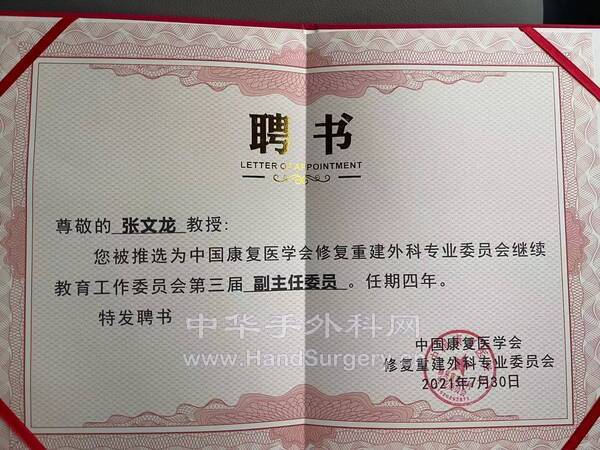 聘书
LETTER OF APPOINTMENT
尊敬的 张文龙 教授:
您被推选为中国康复医学会修复重建外科专业委员会继续
教育工作委员会第三届 副主任委员 。任期四年。
特发聘书
中华手外科网
www.HandSurgery.cn
中国康复医学会
修复重建外科专业委员会
2021年7月30日